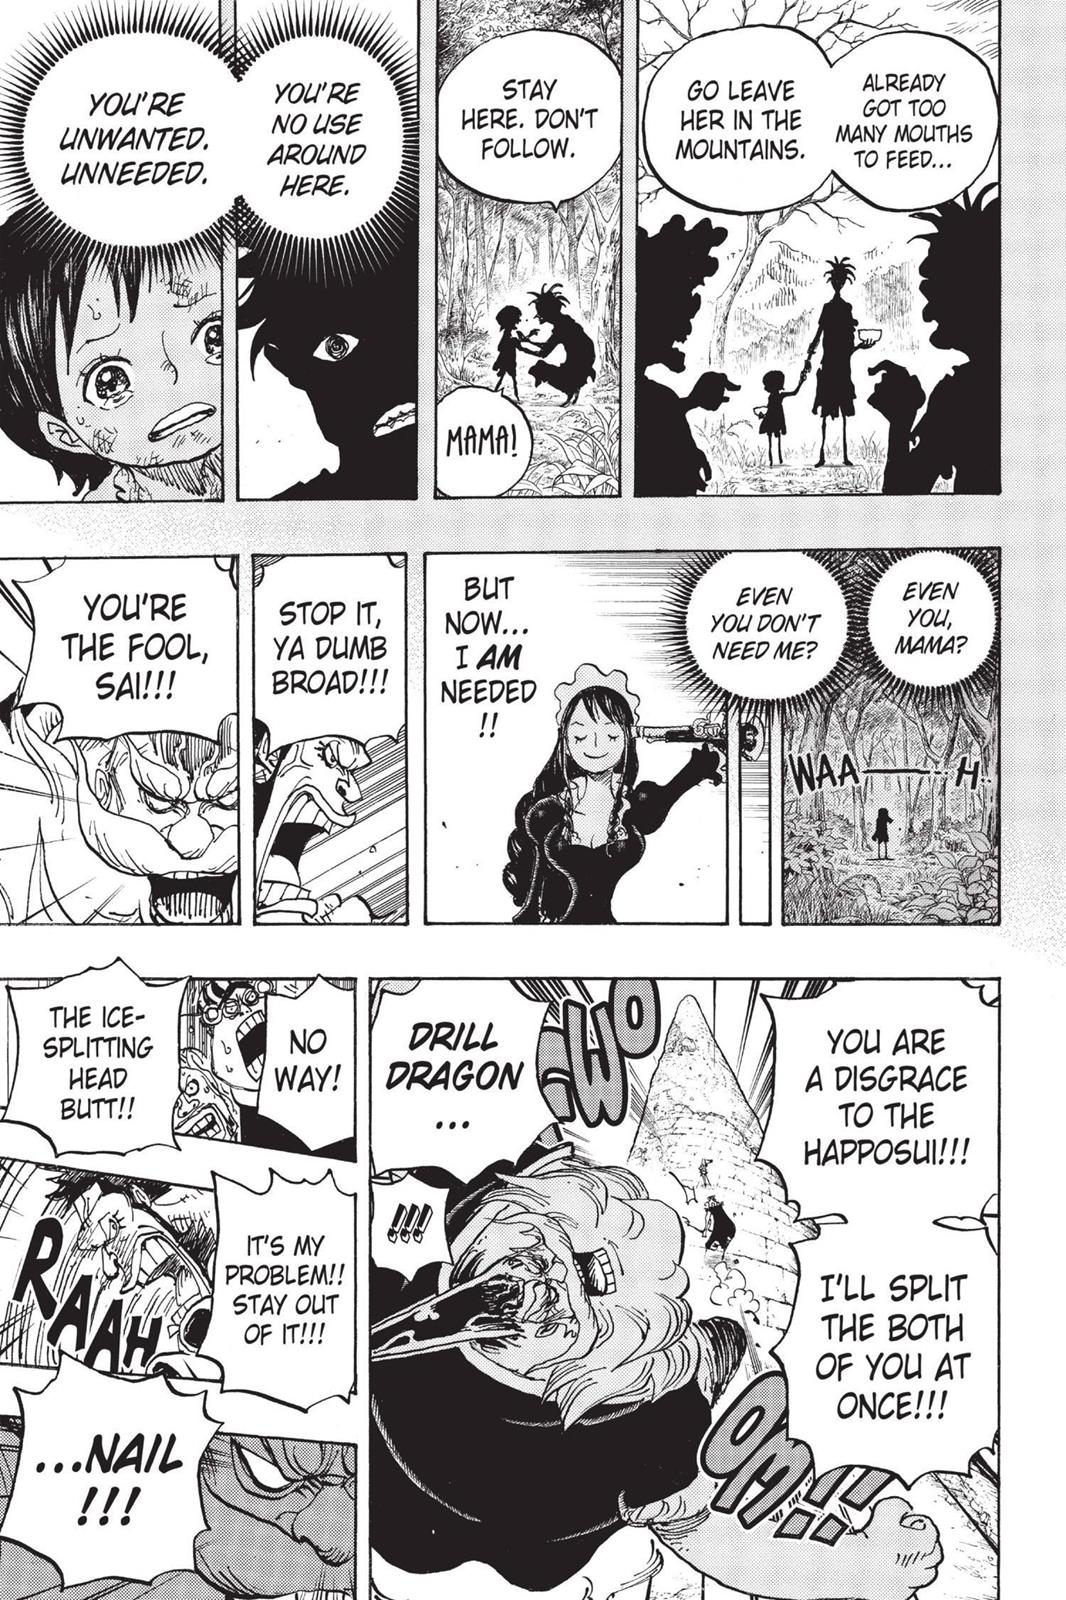 ALREADY
GOT TOO
MANY MOUTHS
TO FEED...
GO LEAVE
HER IN THE
MOUNTAINS.
STAY
HERE. DON'T
FOLLOW.
MAMA!
YOU'RE
NO USE
AROUND
HERE.
YOU'RE
UNWANTED.
UNNEEDED.
EVEN
YOU,
MAMA?
WAA H..
EVEN
YOU DON'T
NEED ME?
BUT
NOW...
I AM
NEEDED
!!
STOP IT,
YA DUMB
BROAD!!!
YOU'RE
THE FOOL,
SAI!!!
YOU ARE
A DISGRACE
TO THE
HAPPOSUI!!!
I'LL SPLIT
THE BOTH
OF YOU AT
ONCE!!!
WO
OM!!
DRILL
DRAGON
...
!!!
NO
WAY!
THE ICE-
SPLITTING
HEAD
BUTT!!
IT'S MY
PROBLEM!!
STAY OUT
OF IT!!!
RAAH
...NAIL
!!!